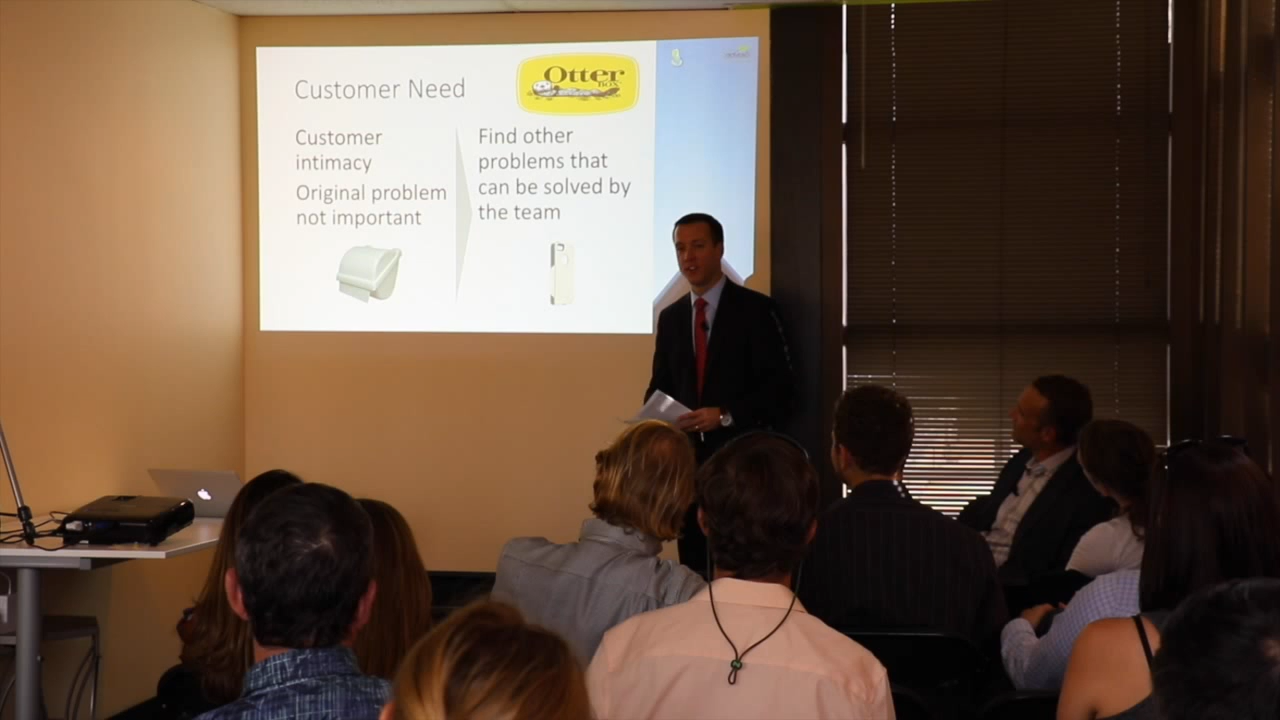 Customer Need
Otter
BOX
Customer
intimacy
Original problem
not important
Find other
problems that
can be solved by
the team